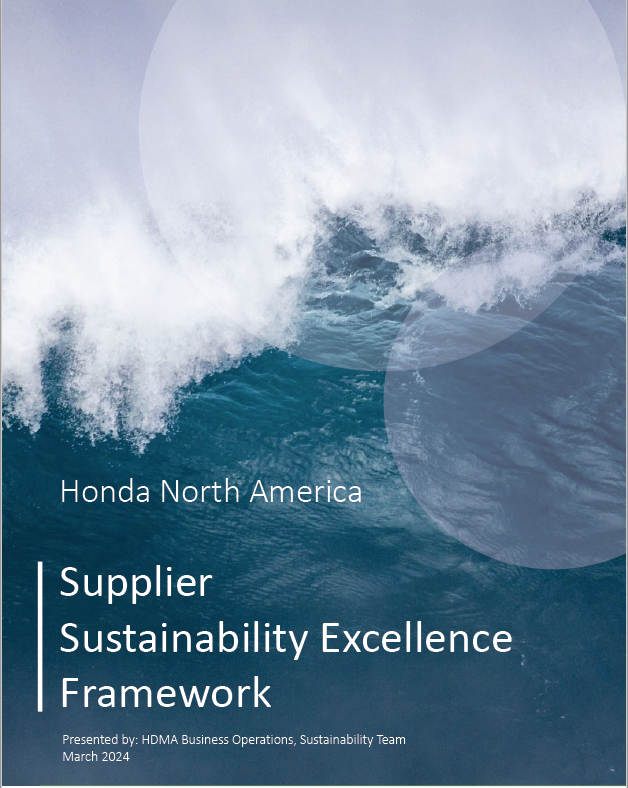 Honda North America
Supplier
Sustainability Excellence
Framework
Presented by: HDMA Business Operations, Sustainability Team
March 2024